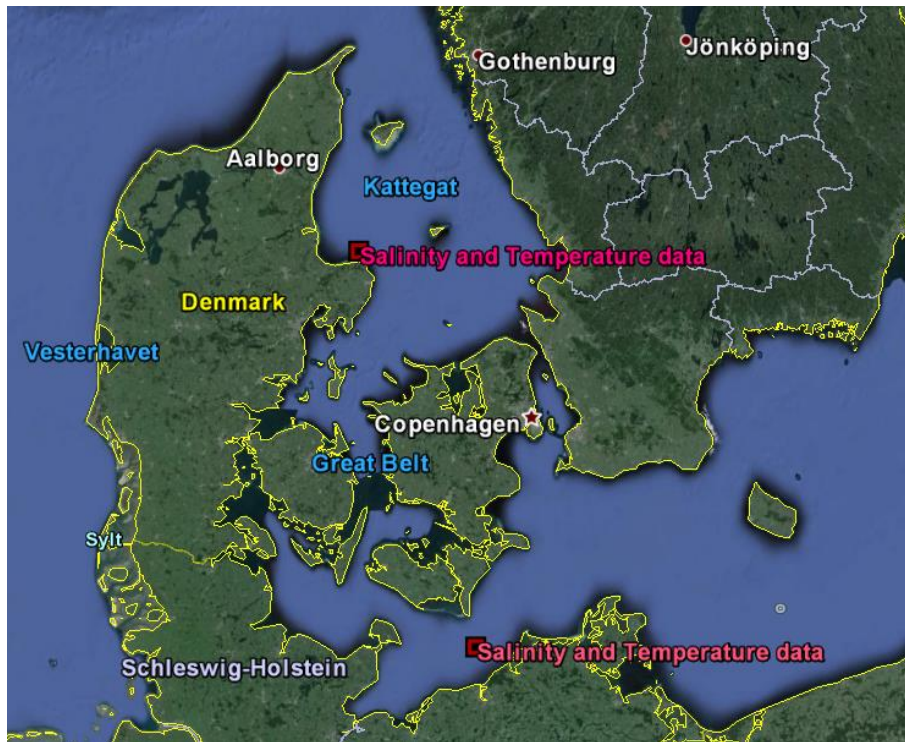 Gothenburg
Jönköping
Aalborg
Kattegat
Salinity and Temperature data
Denmark
Vesterhavet
Copenhagen
Great Belt
Sylt
Salinity and Temperature data
Schleswig-Holstein